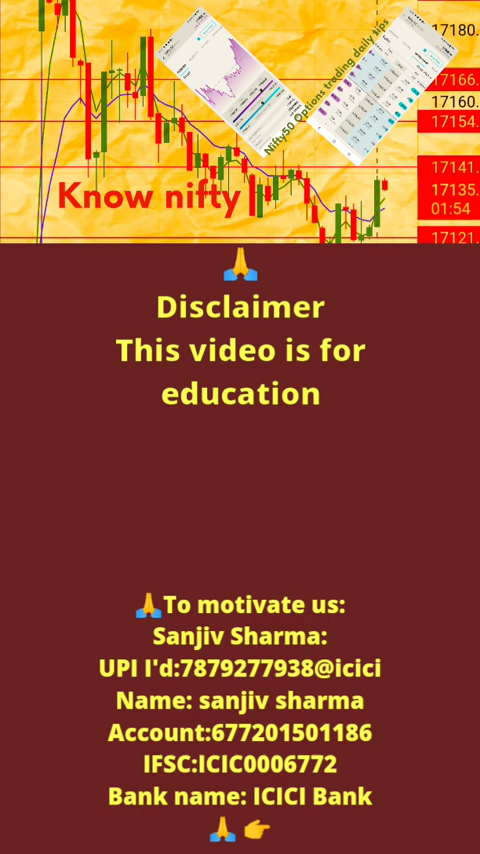 17180.
17166.
17160.
17154.
17141.
17135.
01:54
17121.
Nifty50 Options trading daily tips
Know nifty
🙏
Disclaimer
This video is for
education
🙏To motivate us:
Sanjiv Sharma:
UPI I'd:7879277938@icici
Name: sanjiv sharma
Account:677201501186
IFSC:ICIC0006772
Bank name: ICICI Bank
🙏 👉